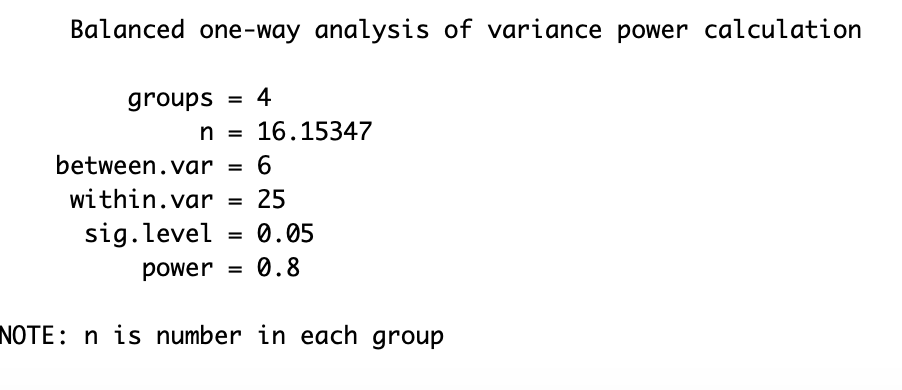 Balanced one-way analysis of variance power calculation
groups = 4
n = 16.15347
between.var = 6
within.var = 25
sig.level = 0.05
power = 0.8
NOTE: n is number in each group